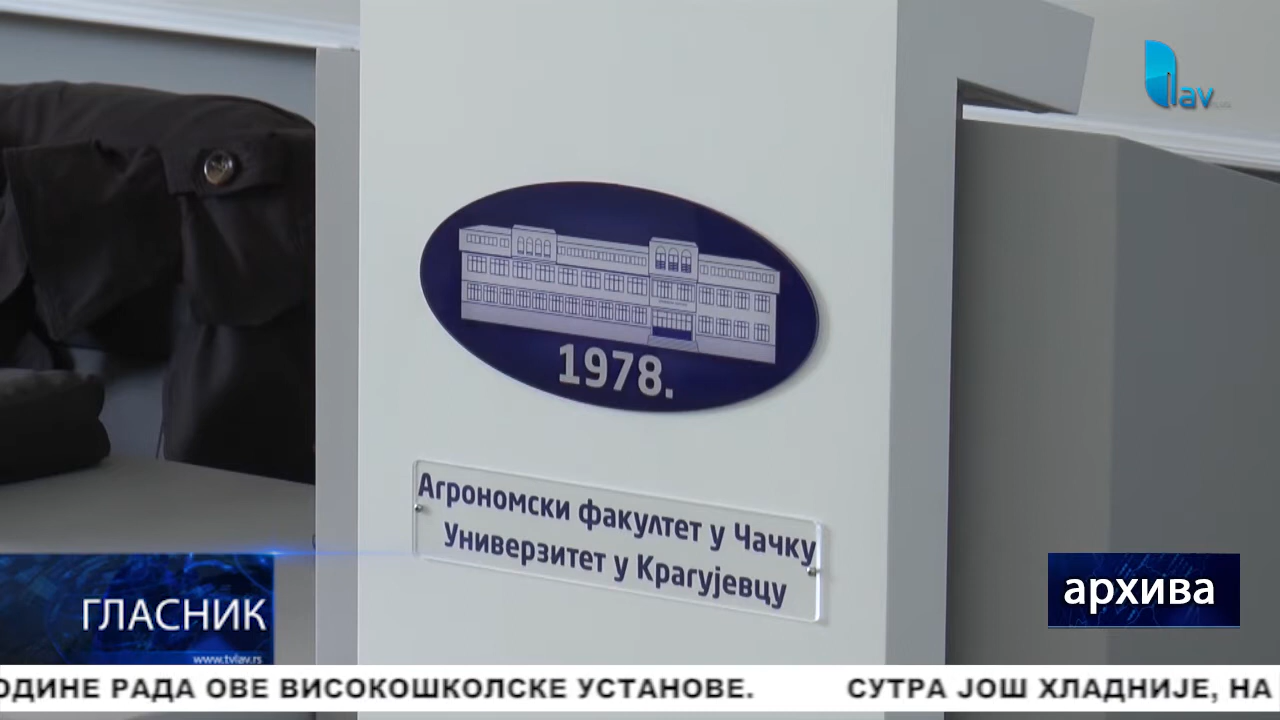 lav
1978.
Агрономски факултет у Чачку
Универзитет у Крагујевцу
ГЛАСНИК
www.tvlav.rs
архива
ОДИНЕ РАДА ОВЕ ВИСОКОШКОЛСКЕ УСТАНОВЕ. СУТРА ЈОШ ХЛАДНИЈЕ, НА